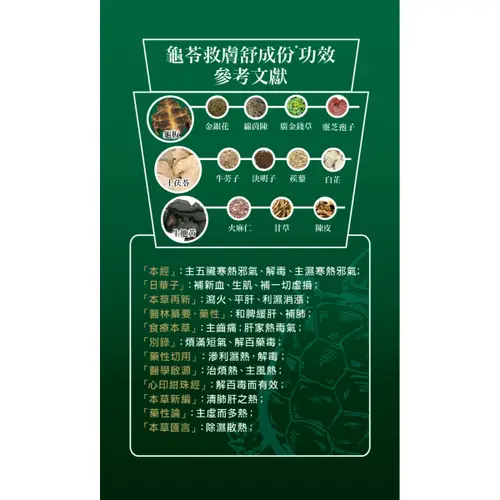 龜苓救膚舒成份*功效
參考文獻
龜板
金銀花 綿茵陳 廣金錢草 靈芝孢子
土茯苓
牛蒡子 決明子 蒺藜 白芷
生地黃
火麻仁 甘草 陳皮
「本經」:主五臟寒熱邪氣、解毒、主濕寒熱邪氣;
「日華子」:補新血、生肌、補一切虛損;
「本草再新」:瀉火、平肝、利濕消漲;
「醫林纂要·藥性」:和脾緩肝、補肺;
「食療本草」:主齒痛;肝家熱毒氣;
「別錄」:煩滿短氣、解百藥毒;
「藥性切用」:滲利濕熱,解毒;
「醫學啟源」:治煩熱、主風熱;
「心印紺珠經」:解百毒而有效;
「本草新編」:清肺肝之熱;
「藥性論」:主虛而多熱;
「本草匯言」:除濕散熱;